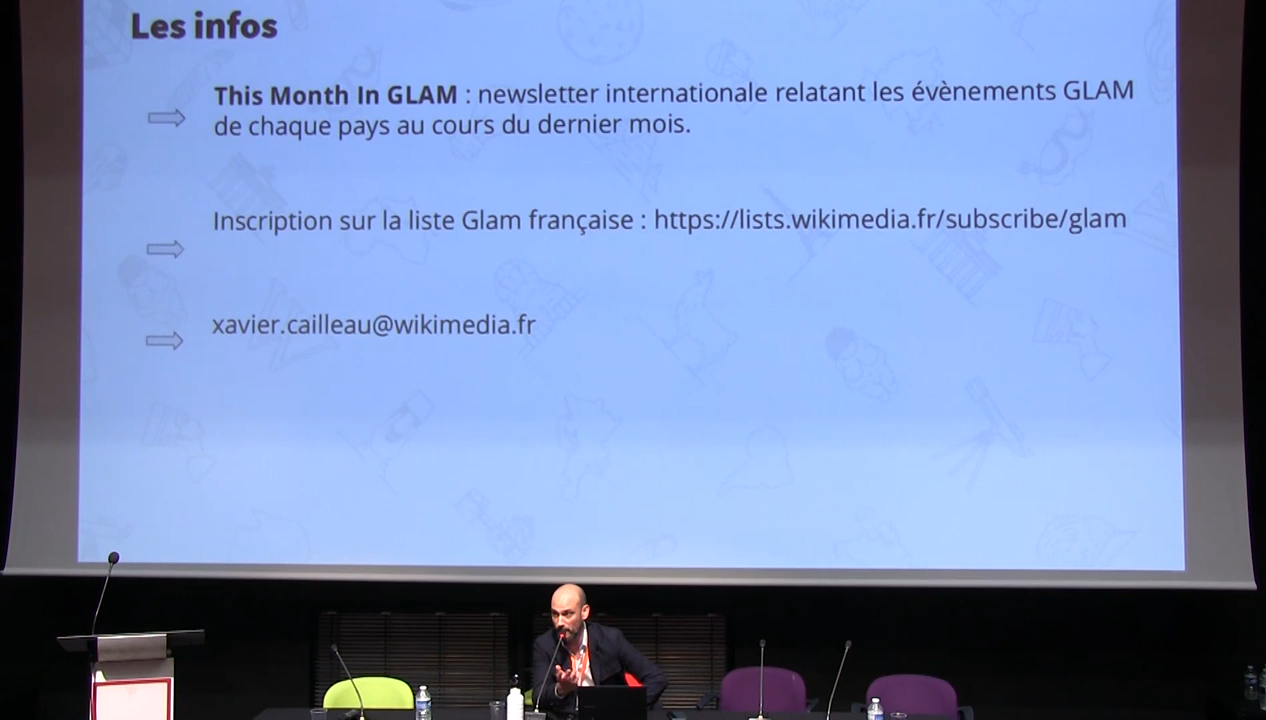 Les infos
This Month In GLAM : newsletter internationale relatant les évènements GLAM
de chaque pays au cours du dernier mois.
Inscription sur la liste Glam française : https://lists.wikimedia.fr/subscribe/glam
xavier.cailleau@wikimedia.fr